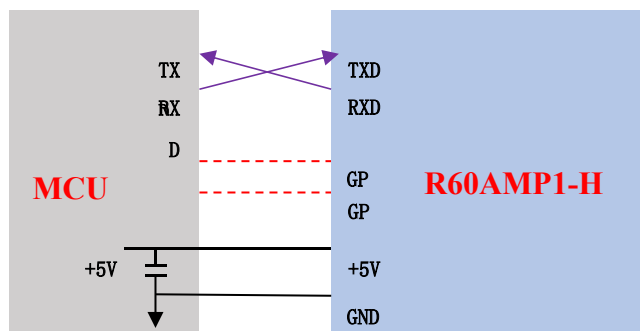 TX
TXD
RX
RXD
D
MCU
GP
R60AMP1-H
GP
+5V
+5V
GND